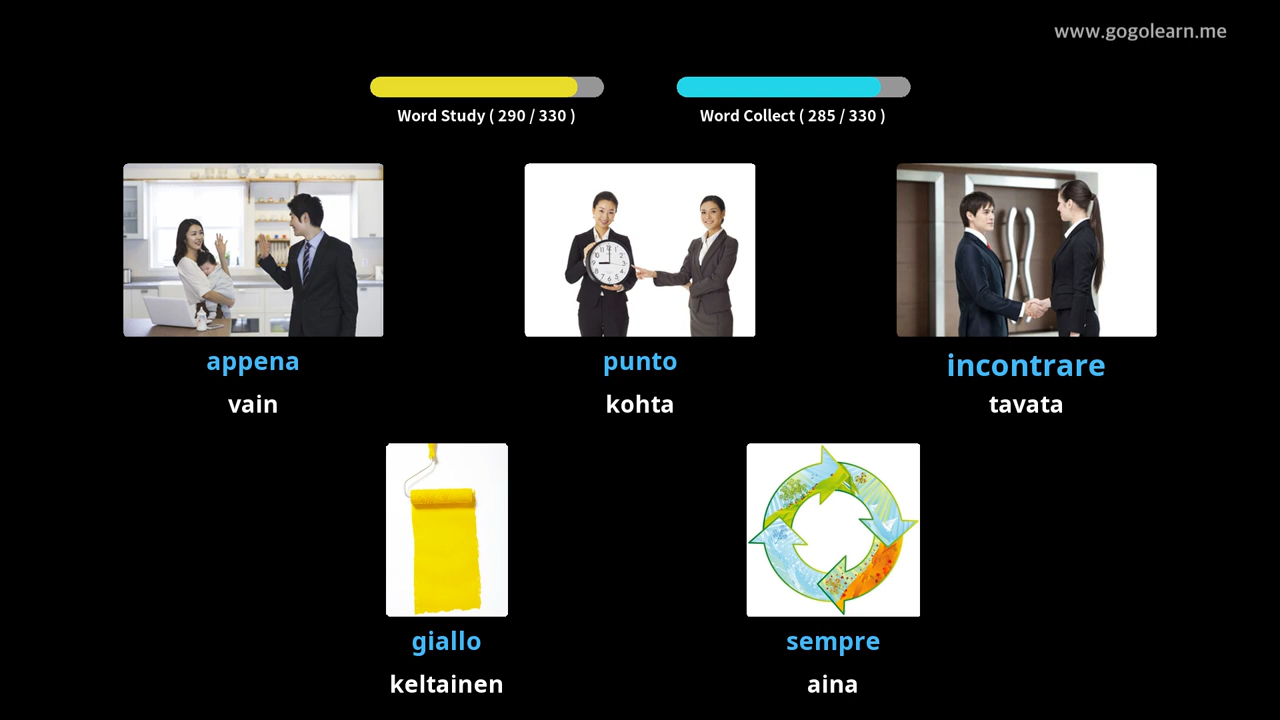 www.gogolearn.me
Word Study ( 290 / 330 )
Word Collect ( 285 / 330 )
appena
punto
incontrare
vain
kohta
tavata
giallo
sempre
keltainen
aina